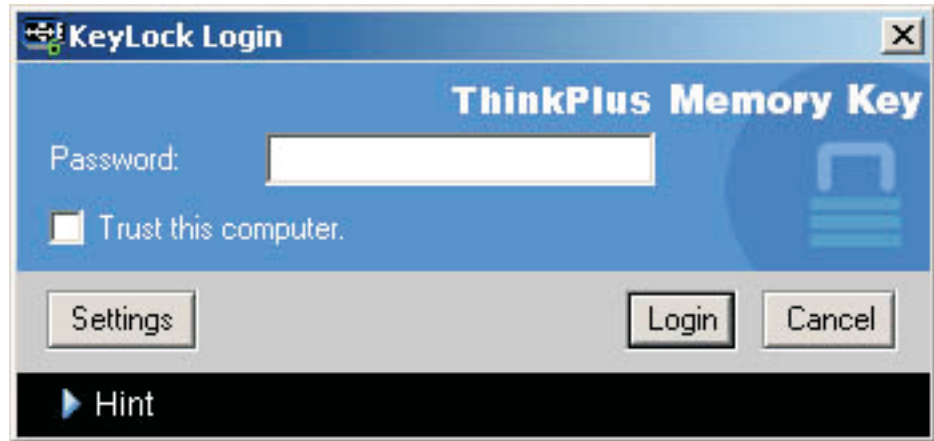 KeyLock Login
ThinkPlus Memory Key
Password:
Trust this computer.
Settings Login Cancel
Hint